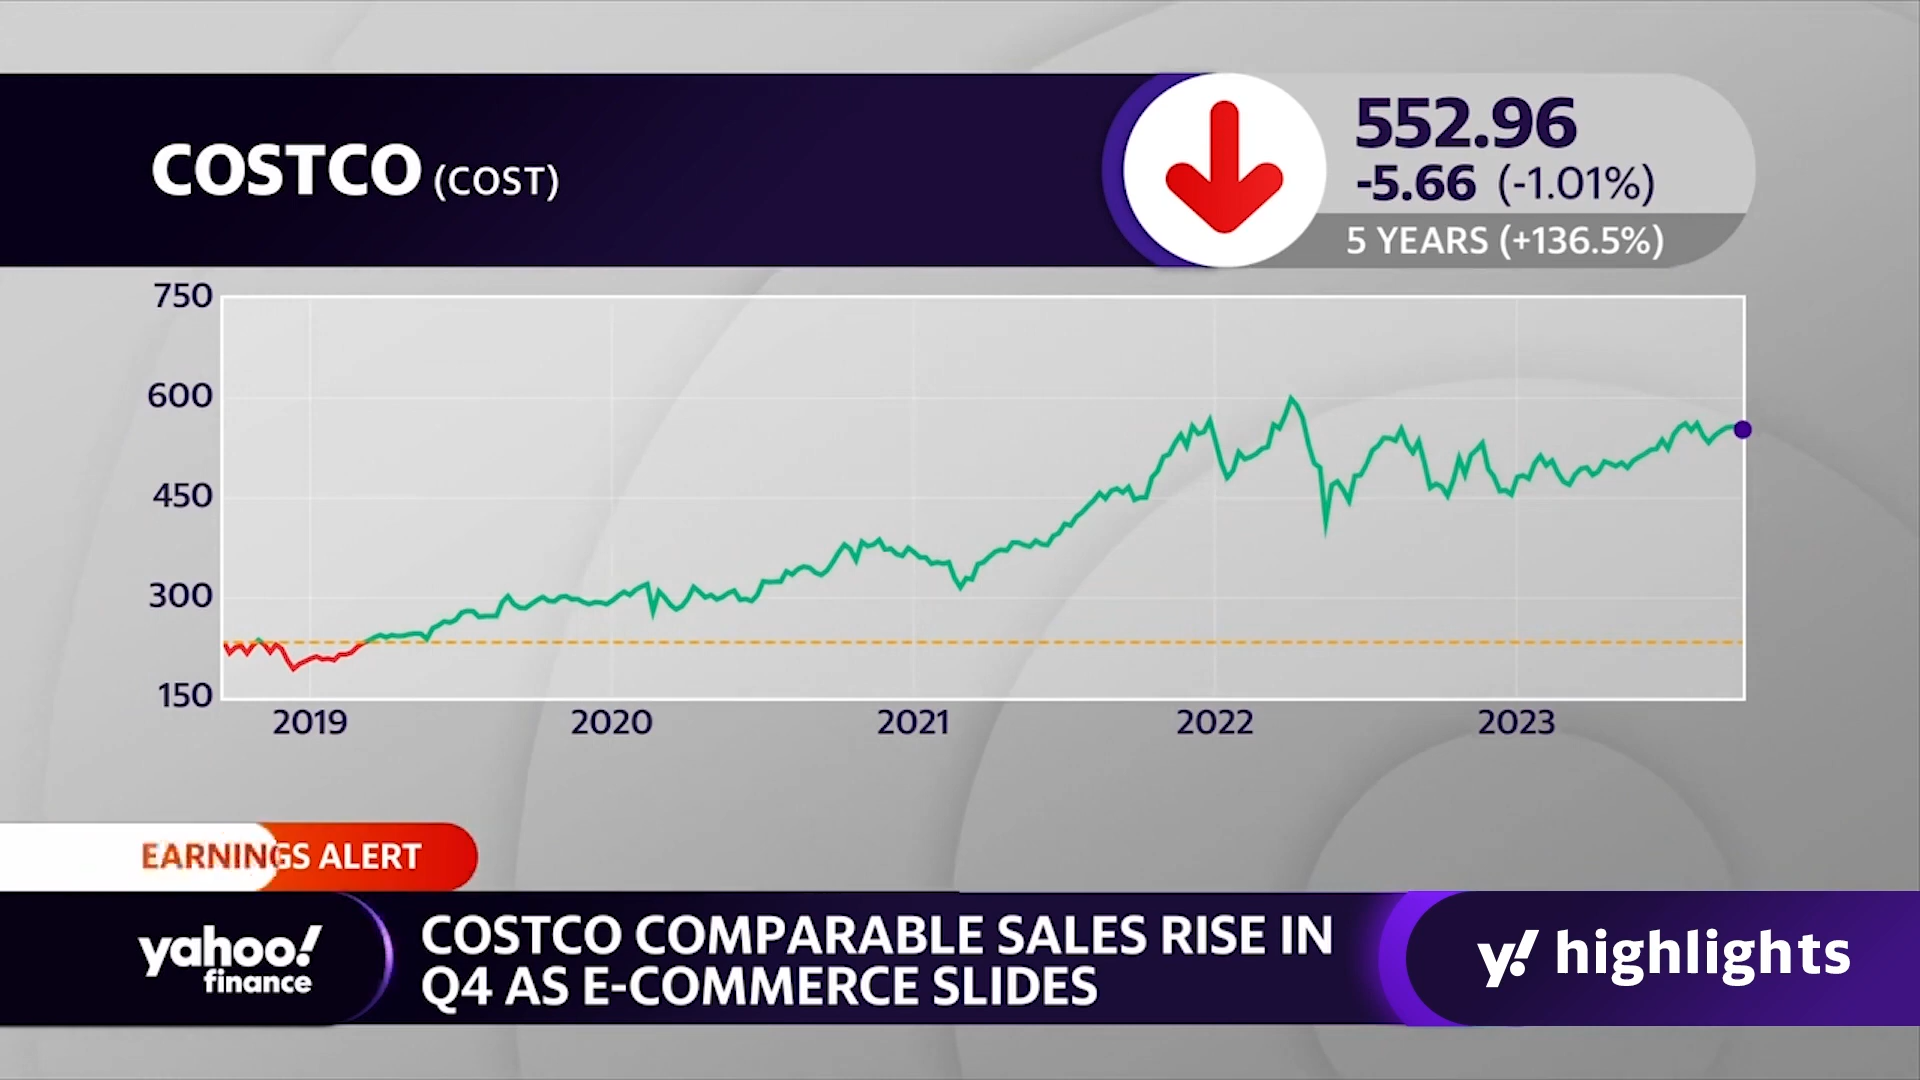 COSTCO (COST)
552.96
-5.66 (-1.01%)
5 YEARS (+136.5%)
750
600
450
300
150
2019 2020 2021 2022 2023
EARNINGS ALERT
yahoo!
finance
COSTCO COMPARABLE SALES RISE IN
Q4 AS E-COMMERCE SLIDES
y! highlights